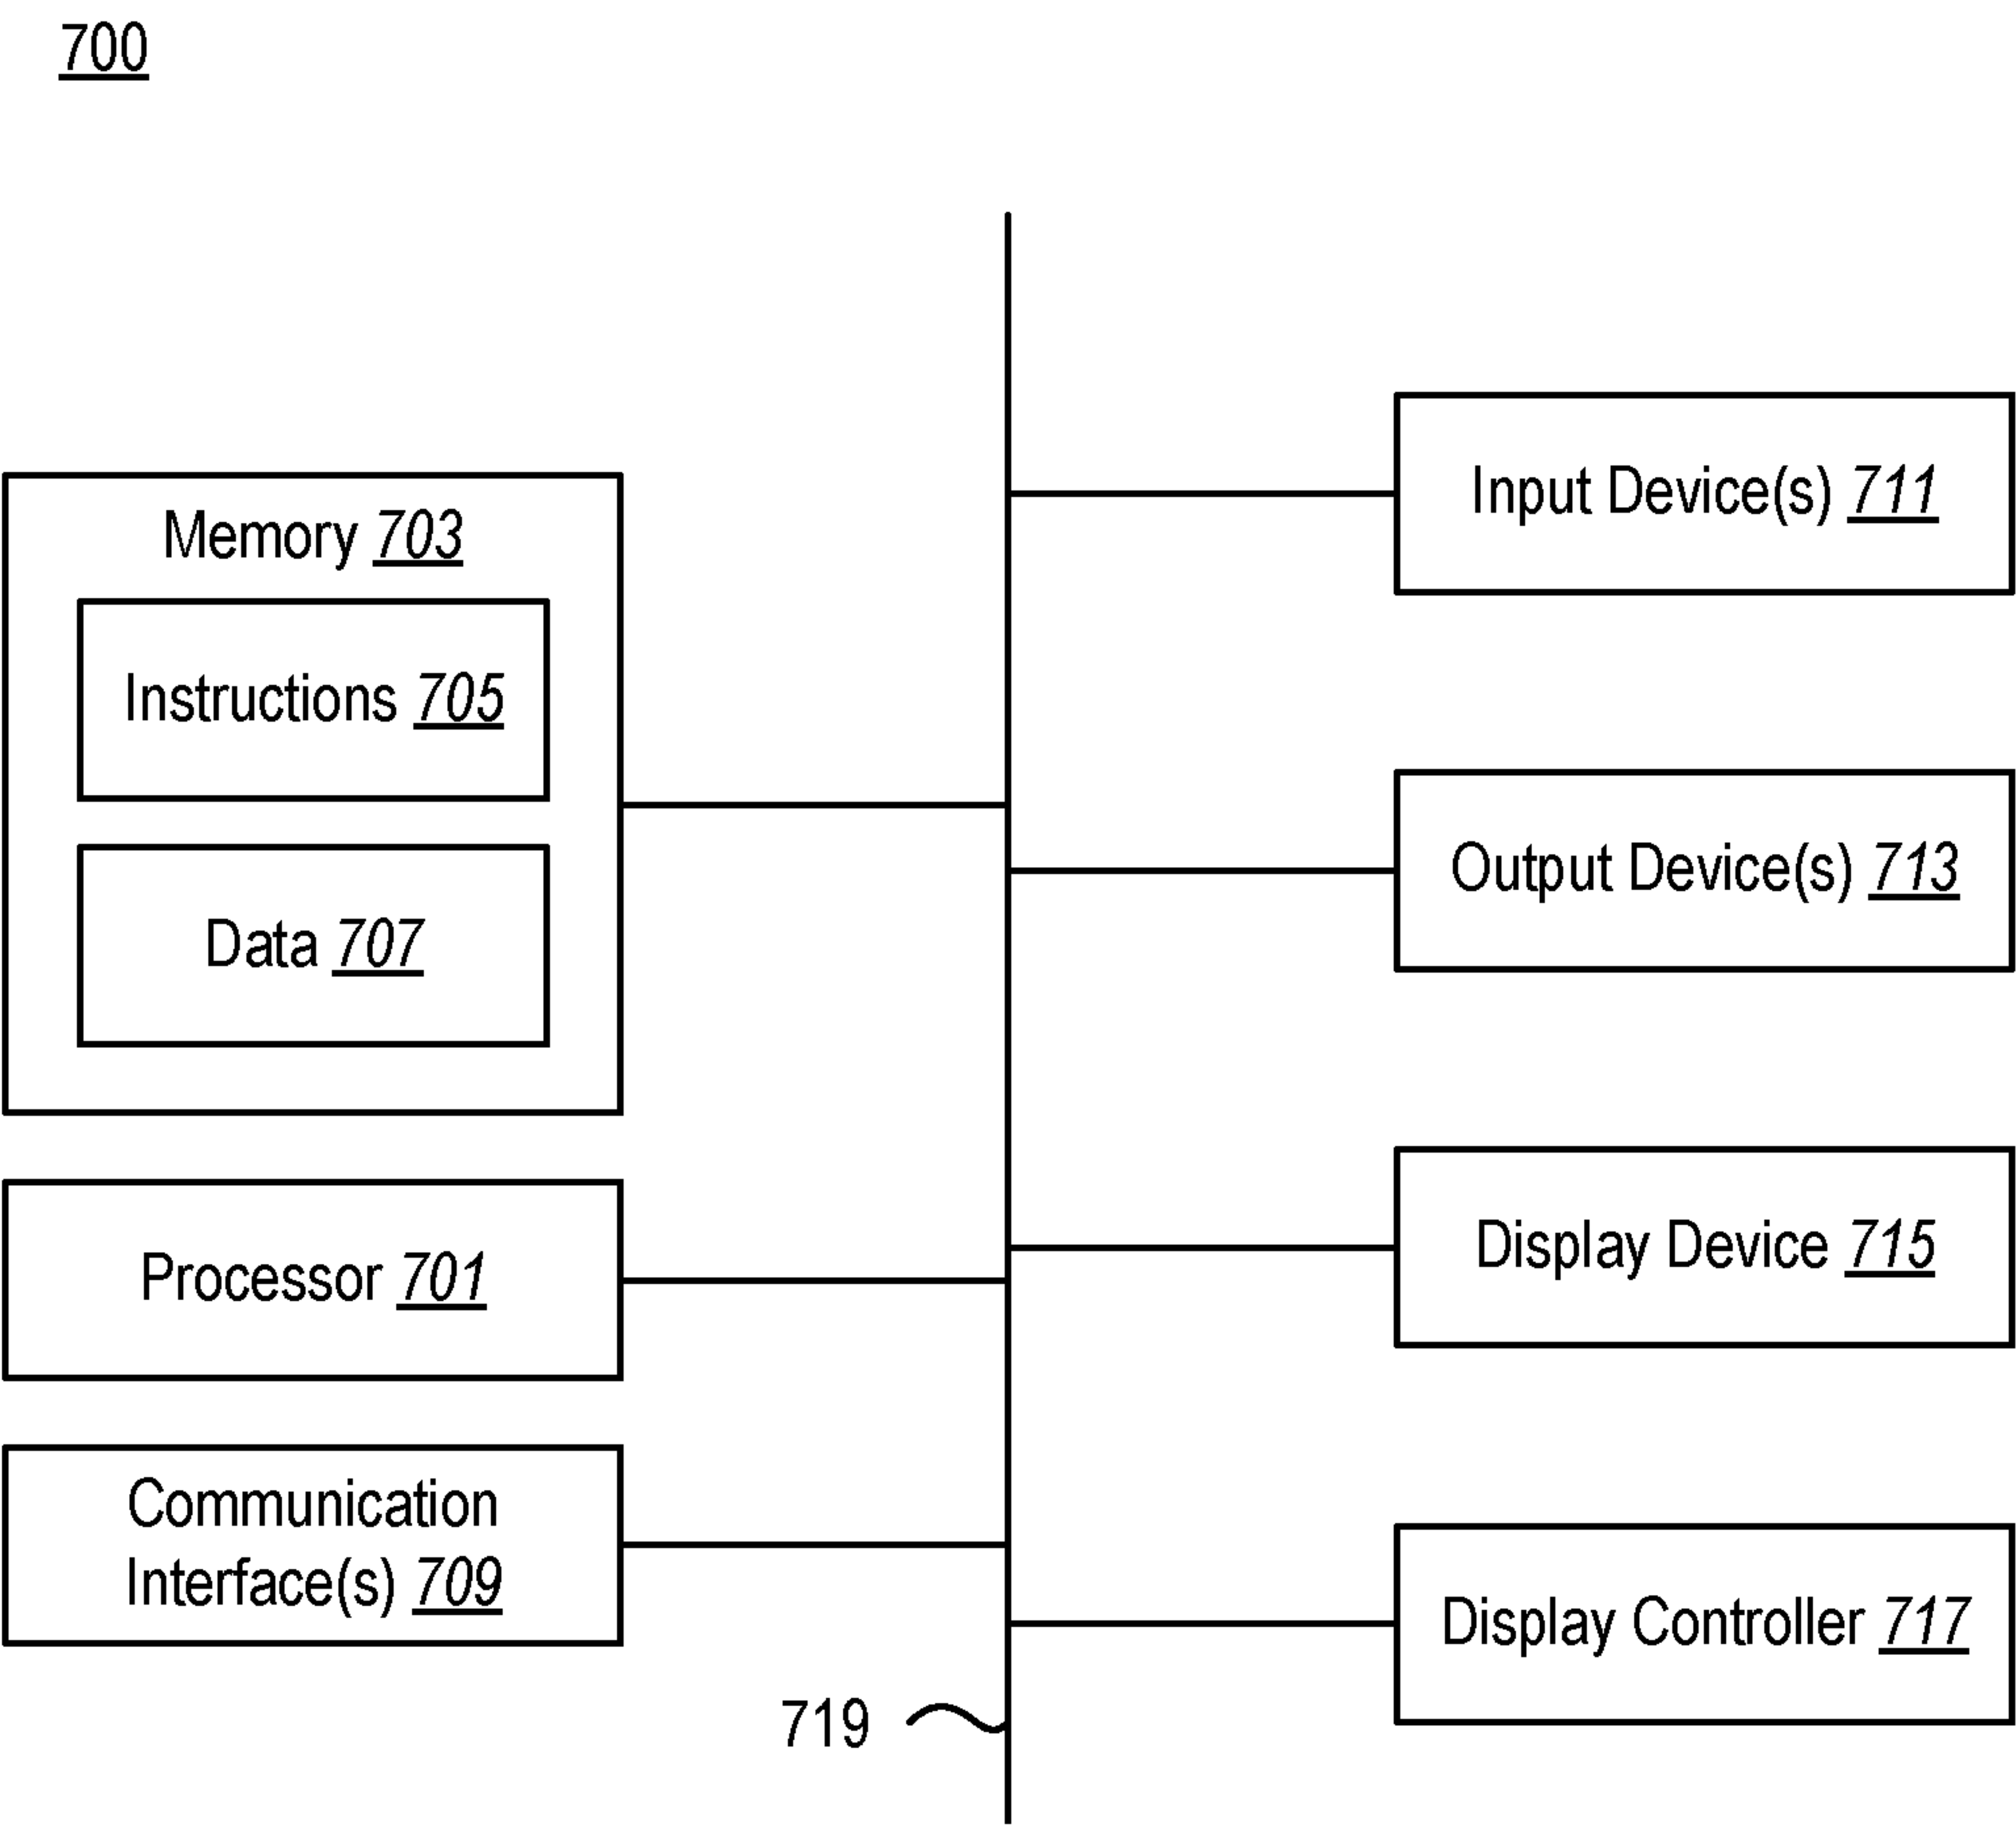 700
Memory 703
Instructions 705
Data 707
Processor 701
Communication
Interface(s) 709
Input Device(s) 711
Output Device(s) 713
Display Device 715
Display Controller 717
719